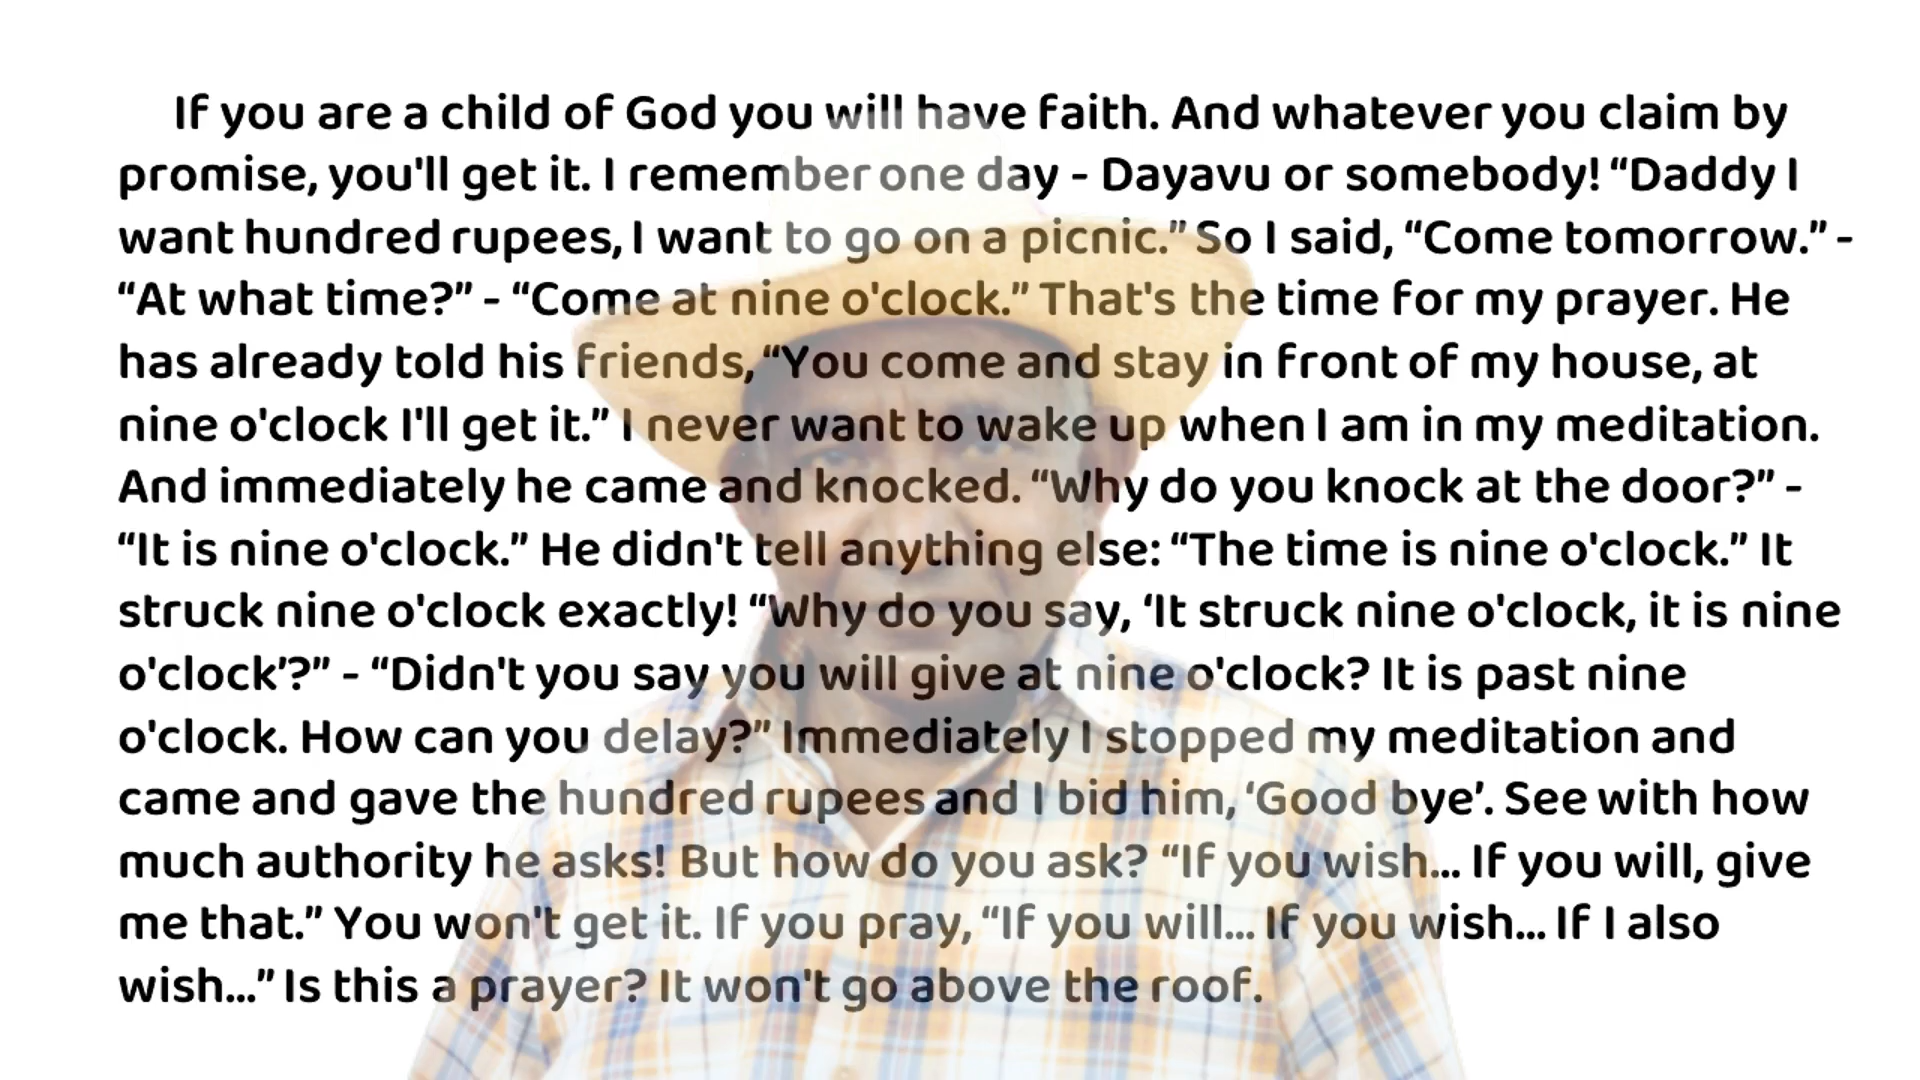 If you are a child of God you will have faith. And whatever you claim by
promise, you'll get it. I remember one day - Dayavu or somebody! “Daddy I
want hundred rupees, I want to go on a picnic.” So I said, “Come tomorrow.” -
“At what time?” - “Come at nine o'clock.” That's the time for my prayer. He
has already told his friends, “You come and stay in front of my house, at
nine o'clock I'll get it.” I never want to wake up when I am in my meditation.
And immediately he came and knocked. “Why do you knock at the door?” -
“It is nine o'clock.” He didn't tell anything else: “The time is nine o'clock.” It
struck nine o'clock exactly! “Why do you say, ‘It struck nine o'clock, it is nine
o'clock’?” - “Didn't you say you will give at nine o'clock? It is past nine
o'clock. How can you delay?” Immediately I stopped my meditation and
came and gave the hundred rupees and I bid him, ‘Good bye’. See with how
much authority he asks! But how do you ask? “If you wish... If you will, give
me that.” You won't get it. If you pray, “If you will... If you wish... If I also
wish...” Is this a prayer? It won't go above the roof.